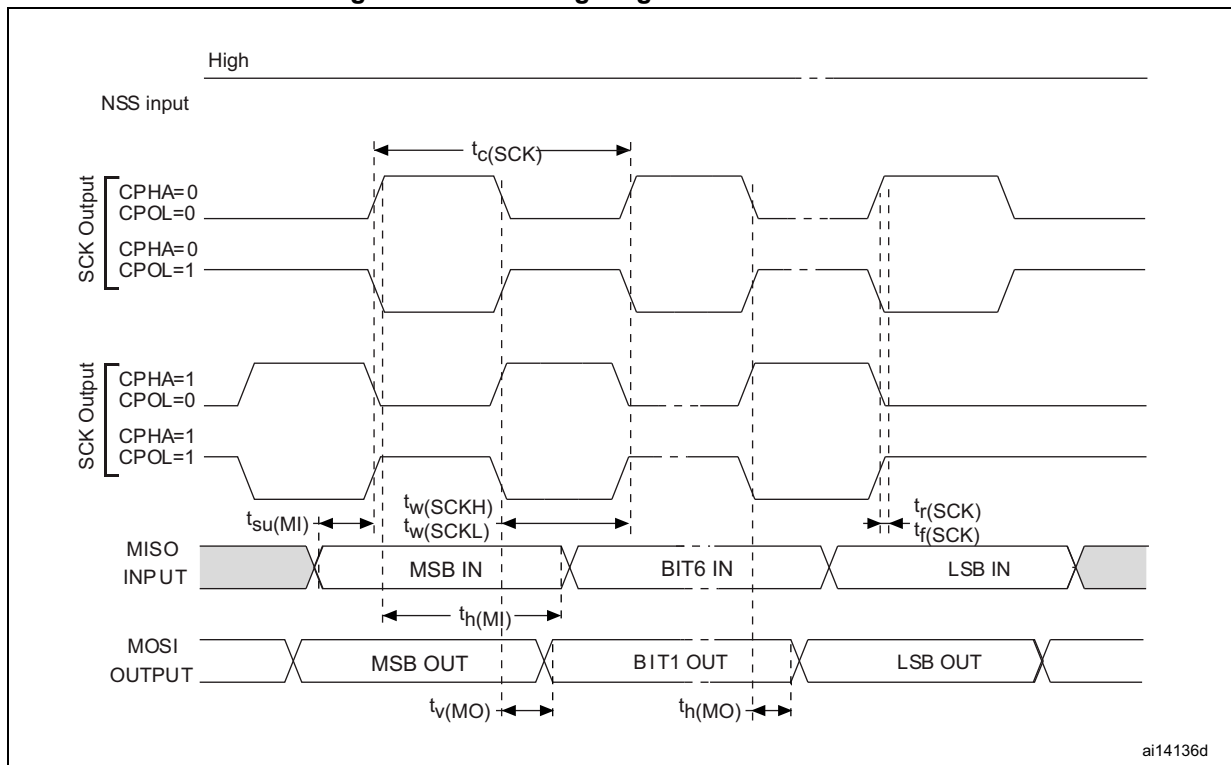 High
NSS input
tc(SCK)
SCK Output
CPHA=0
CPOL=0
CPHA=0
CPOL=1
SCK Output
CPHA=1
CPOL=0
CPHA=1
CPOL=1
tsu(MI)
tw(SCKH)
tw(SCKL)
tr(SCK)
tf(SCK)
MISO
INPUT
MSB IN
BIT6 IN
LSB IN
th(MI)
MOSI
OUTPUT
MSB OUT
BIT1 OUT
LSB OUT
tv(MO)
th(MO)
ai14136d